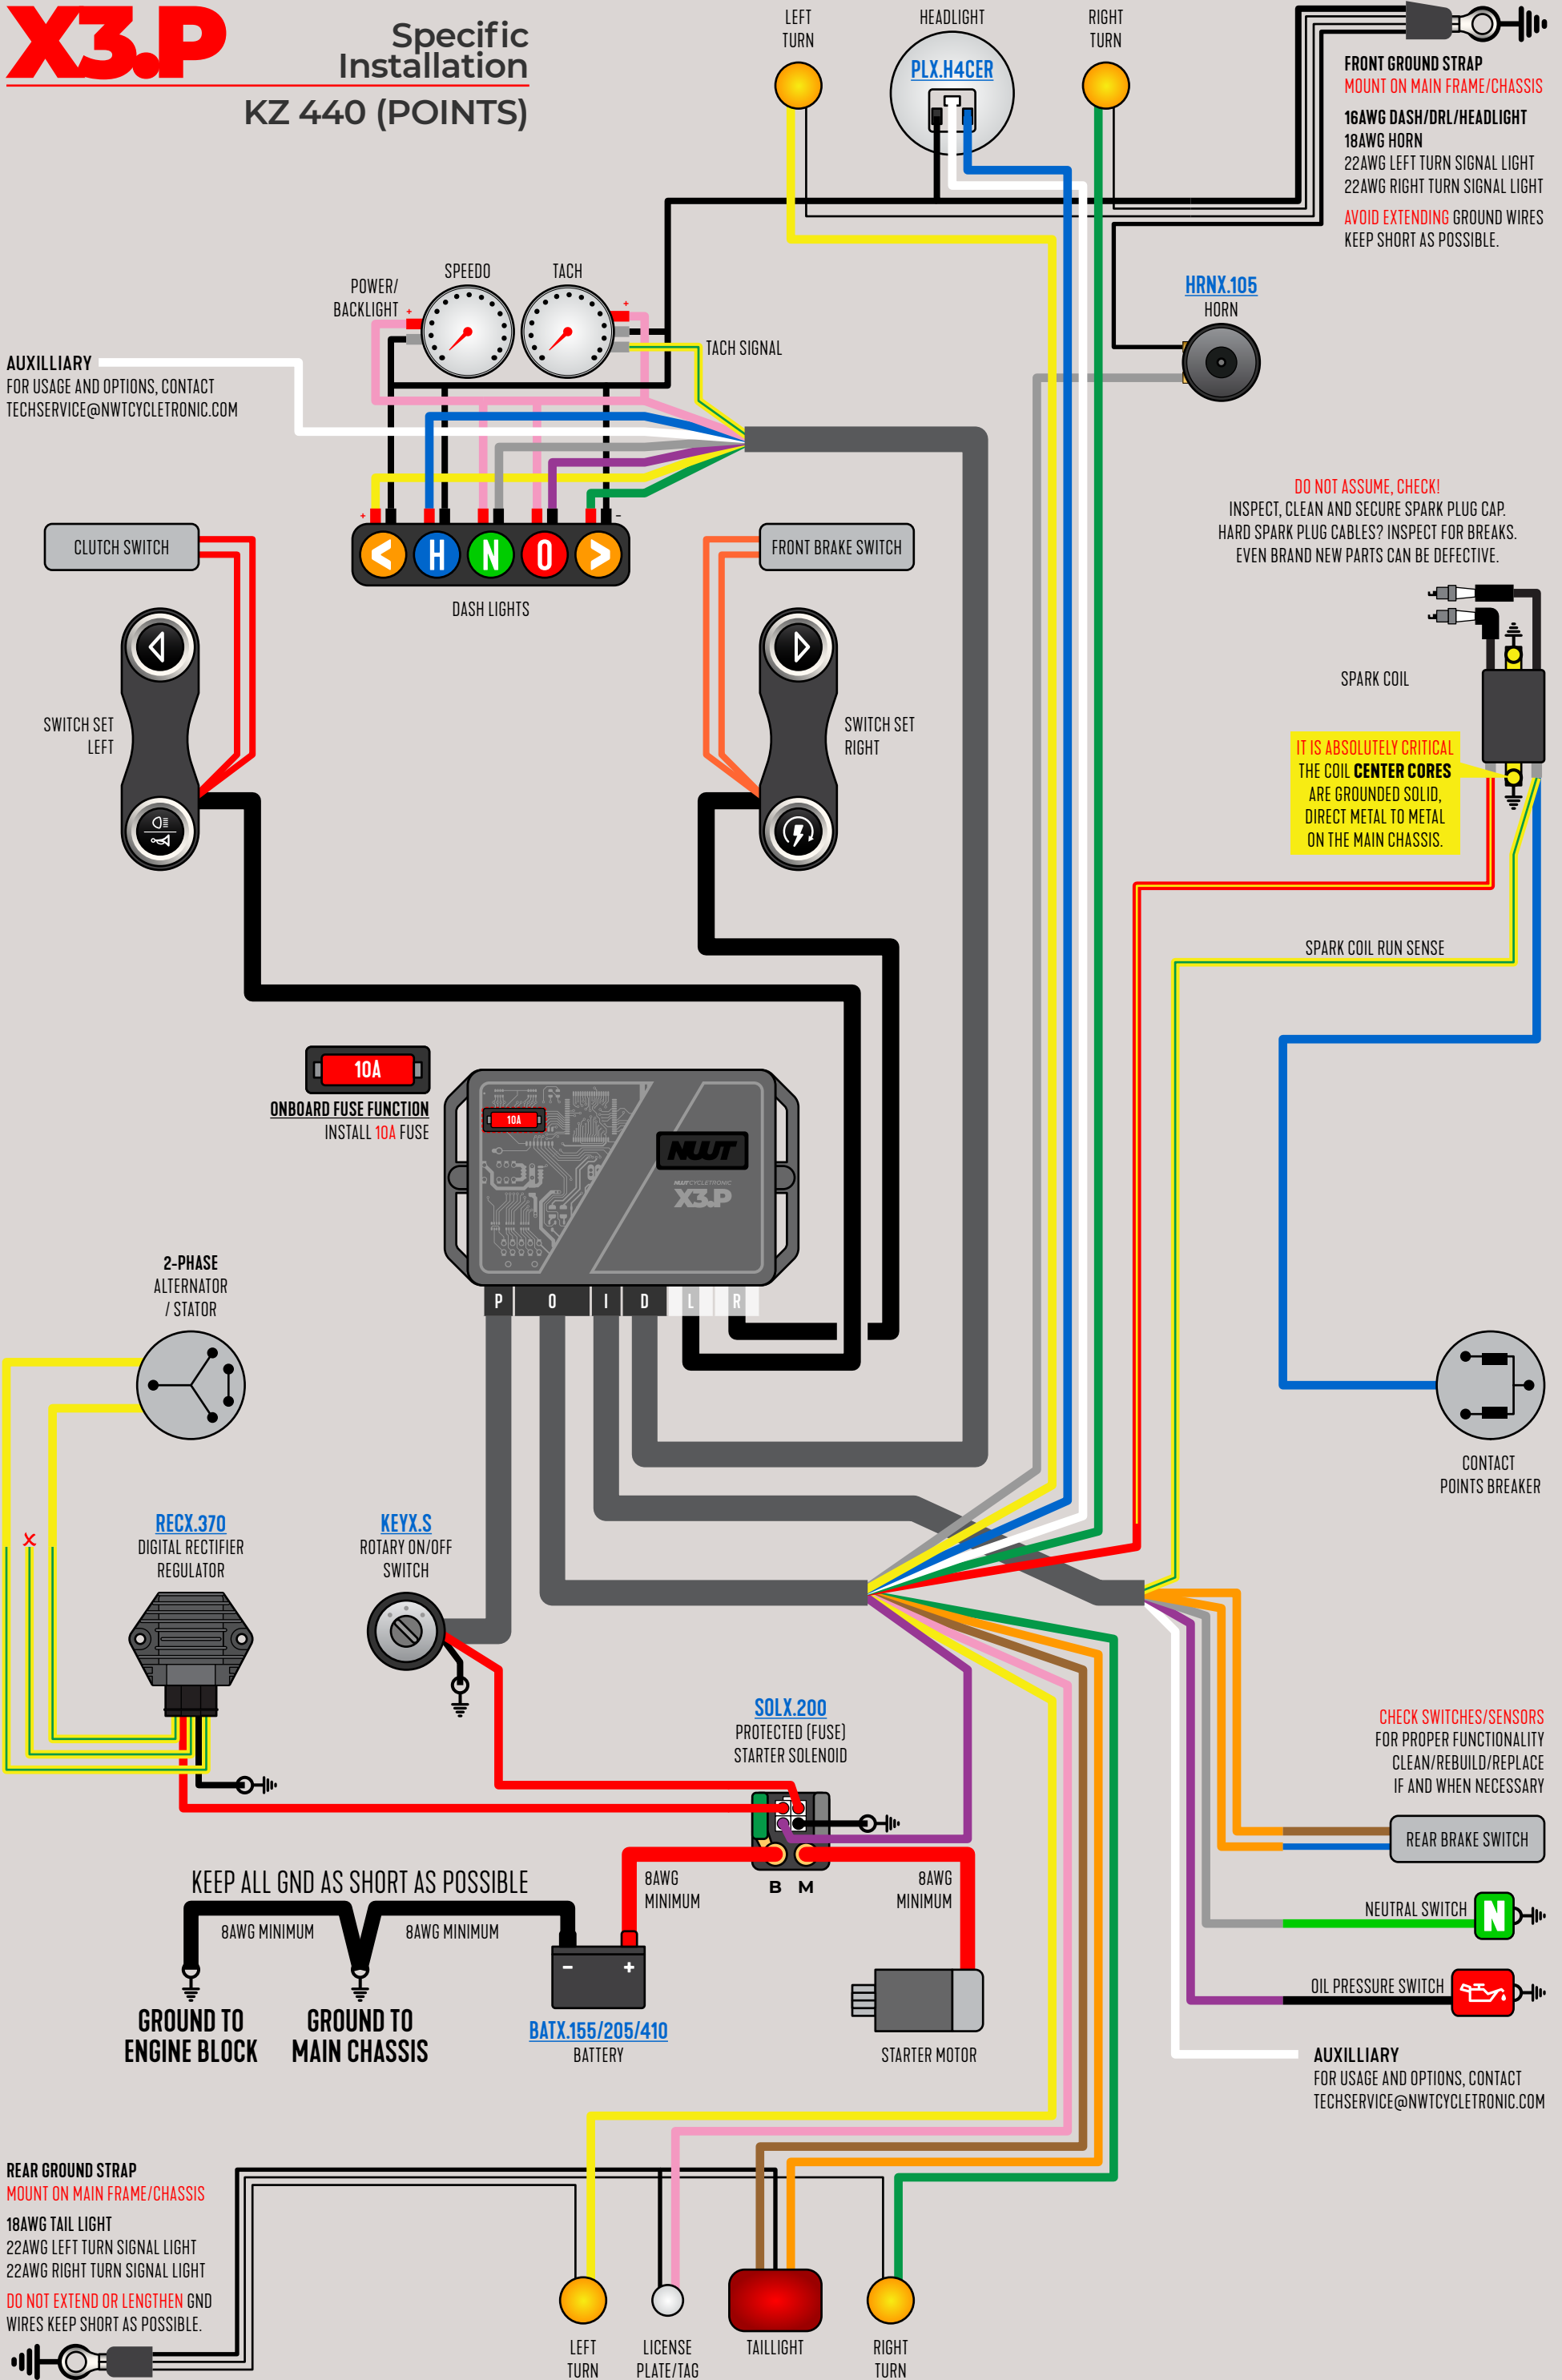 X3.P
Specific
Installation
KZ 440 (POINTS)
LEFT
TURN
HEADLIGHT
PLX.H4CER
RIGHT
TURN
FRONT GROUND STRAP
MOUNT ON MAIN FRAME/CHASSIS
16AWG DASH/DRL/HEADLIGHT
18AWG HORN
22AWG LEFT TURN SIGNAL LIGHT
22AWG RIGHT TURN SIGNAL LIGHT
AVOID EXTENDING GROUND WIRES
KEEP SHORT AS POSSIBLE.
POWER/
BACKLIGHT
SPEEDO
TACH
+
+
TACH SIGNAL
HRNX.105
HORN
AUXILLIARY
FOR USAGE AND OPTIONS, CONTACT
TECHSERVICE@NWTCYCLETRONIC.COM
CLUTCH SWITCH
+
-
< H N O >
DASH LIGHTS
FRONT BRAKE SWITCH
DO NOT ASSUME, CHECK!
INSPECT, CLEAN AND SECURE SPARK PLUG CAP.
HARD SPARK PLUG CABLES? INSPECT FOR BREAKS.
EVEN BRAND NEW PARTS CAN BE DEFECTIVE.
SWITCH SET
LEFT
SWITCH SET
RIGHT
SPARK COIL
IT IS ABSOLUTELY CRITICAL
THE COIL CENTER CORES
ARE GROUNDED SOLID,
DIRECT METAL TO METAL
ON THE MAIN CHASSIS.
SPARK COIL RUN SENSE
10A
ONBOARD FUSE FUNCTION
INSTALL 10A FUSE
10A
NWT
NWT CYCLETRONIC
X3.P
P O I D L R
2-PHASE
ALTERNATOR
/ STATOR
CONTACT
POINTS BREAKER
X
RECX.370
DIGITAL RECTIFIER
REGULATOR
KEYX.S
ROTARY ON/OFF
SWITCH
SOLX.200
PROTECTED (FUSE)
STARTER SOLENOID
B M
CHECK SWITCHES/SENSORS
FOR PROPER FUNCTIONALITY
CLEAN/REBUILD/REPLACE
IF AND WHEN NECESSARY
REAR BRAKE SWITCH
NEUTRAL SWITCH
N
OIL PRESSURE SWITCH
AUXILLIARY
FOR USAGE AND OPTIONS, CONTACT
TECHSERVICE@NWTCYCLETRONIC.COM
KEEP ALL GND AS SHORT AS POSSIBLE
8AWG MINIMUM
8AWG MINIMUM
8AWG
MINIMUM
8AWG
MINIMUM
- +
GROUND TO
ENGINE BLOCK
GROUND TO
MAIN CHASSIS
BATX.155/205/410
BATTERY
STARTER MOTOR
REAR GROUND STRAP
MOUNT ON MAIN FRAME/CHASSIS
18AWG TAIL LIGHT
22AWG LEFT TURN SIGNAL LIGHT
22AWG RIGHT TURN SIGNAL LIGHT
DO NOT EXTEND OR LENGTHEN GND
WIRES KEEP SHORT AS POSSIBLE.
LEFT
TURN
LICENSE
PLATE/TAG
TAILLIGHT
RIGHT
TURN